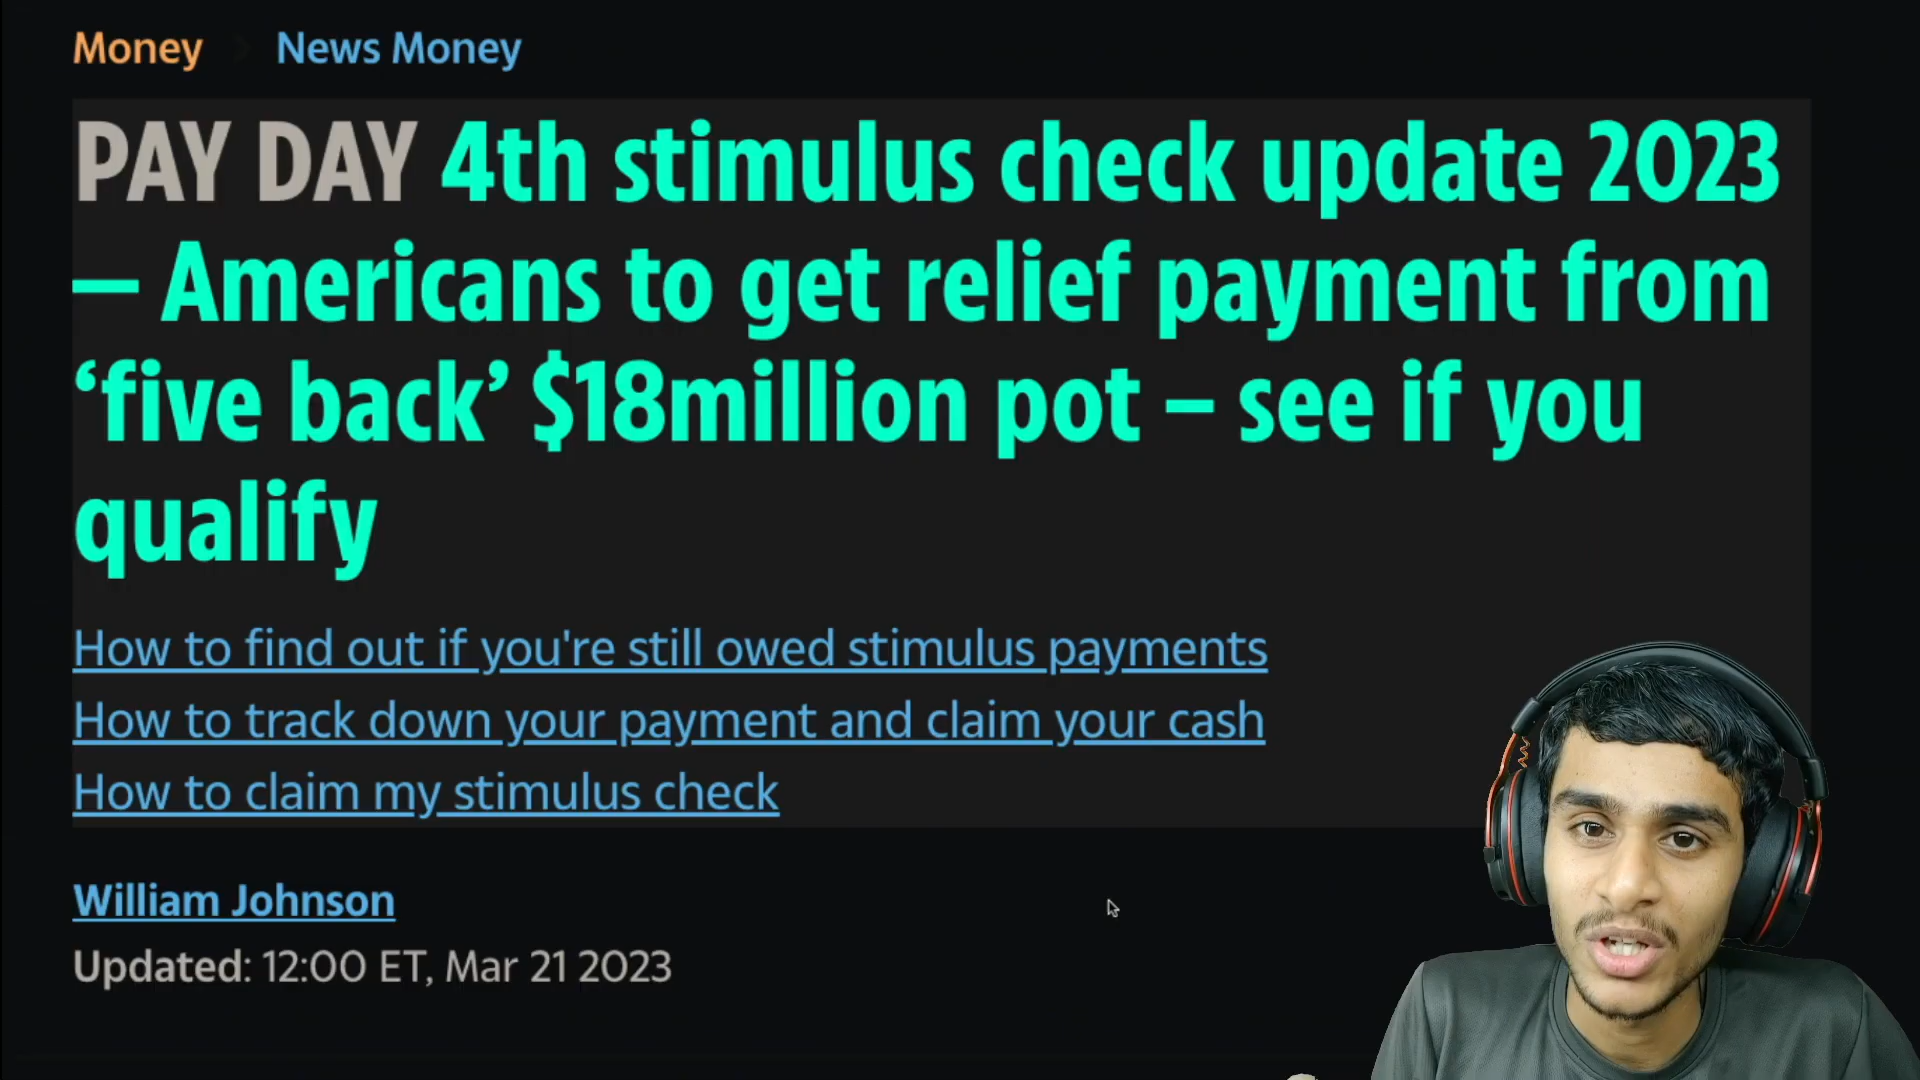 Money News Money
PAY DAY 4th stimulus check update 2023
– Americans to get relief payment from
‘five back’ $18million pot – see if you
qualify
How to find out if you're still owed stimulus payments
How to track down your payment and claim your cash
How to claim my stimulus check
William Johnson
Updated: 12:00 ET, Mar 21 2023